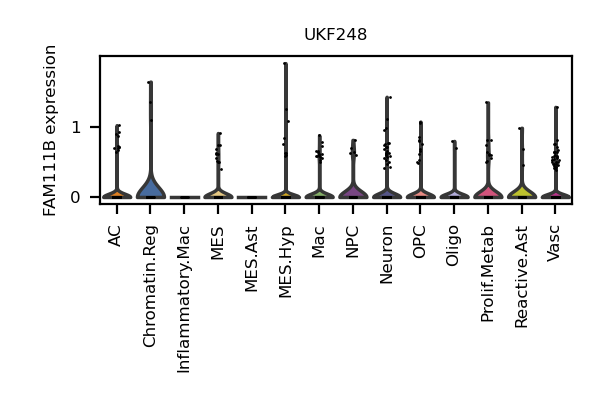 UKF248
FAM111B expression
1
0
AC
Chromatin.Reg
Inflammatory.Mac
MES
MES.Ast
MES.Hyp
Mac
NPC
Neuron
OPC
Oligo
Prolif.Metab
Reactive.Ast
Vasc